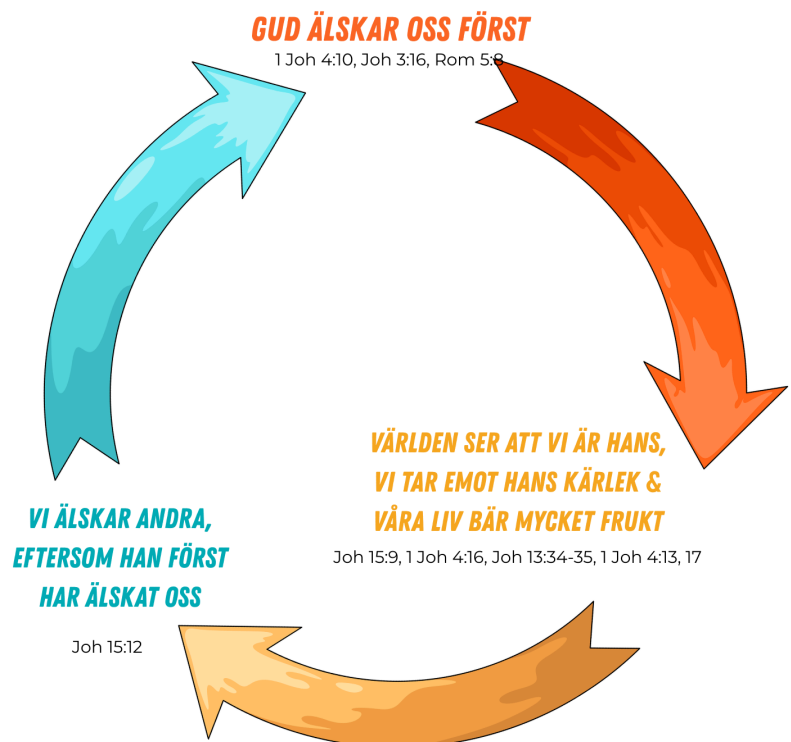 GUD ÄLSKAR OSS FÖRST
1 Joh 4:10, Joh 3:16, Rom 5:8
VÄRLDEN SER ATT VI ÄR HANS,
VI TAR EMOT HANS KÄRLEK &
VÅRA LIV BÄR MYCKET FRUKT
Joh 15:9, 1 Joh 4:16, Joh 13:34-35, 1 Joh 4:13, 17
VI ÄLSKAR ANDRA,
EFTERSOM HAN FÖRST
HAR ÄLSKAT OSS
Joh 15:12